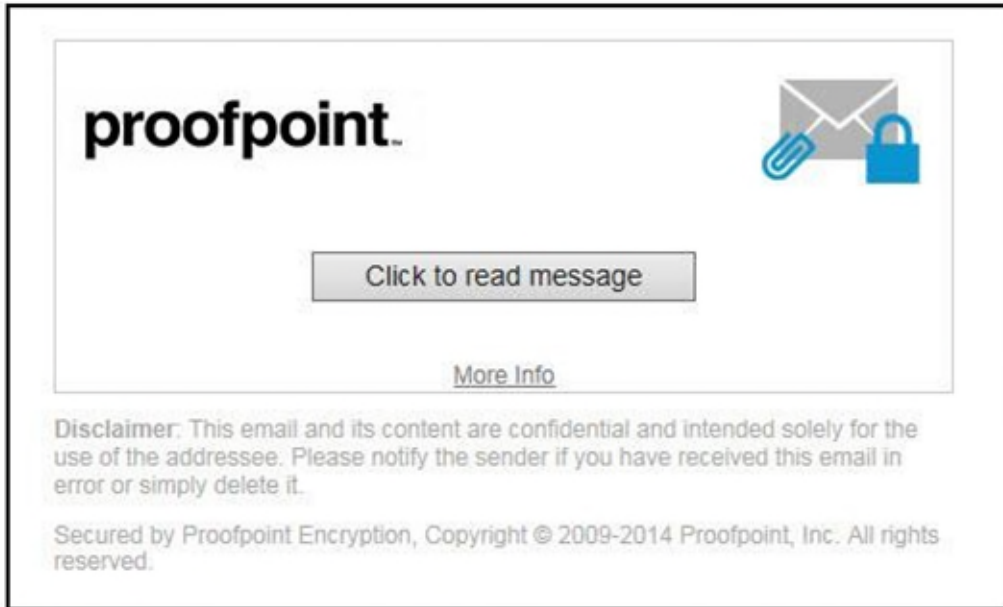 proofpoint™
Click to read message
More Info
Disclaimer: This email and its content are confidential and intended solely for the
use of the addressee. Please notify the sender if you have received this email in
error or simply delete it.
Secured by Proofpoint Encryption, Copyright © 2009-2014 Proofpoint, Inc. All rights
reserved.